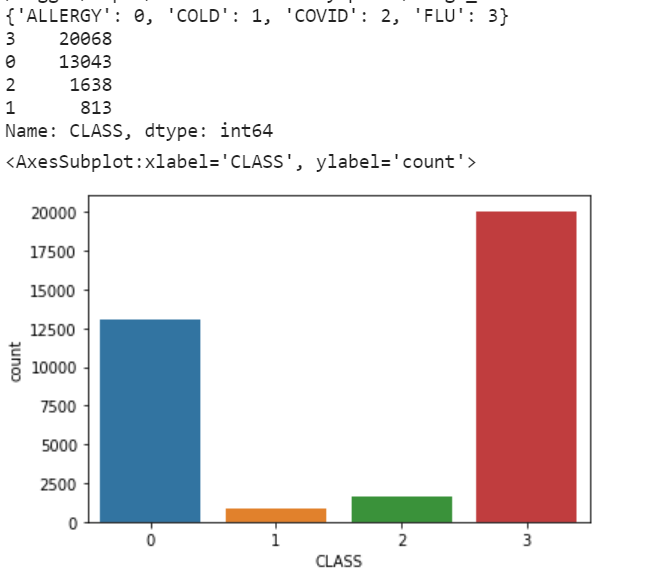 {'ALLERGY': 0, 'COLD': 1, 'COVID': 2, 'FLU': 3}
3 20068
0 13043
2 1638
1 813
Name: CLASS, dtype: int64
<AxesSubplot:xlabel='CLASS', ylabel='count'>
20000
17500
15000
12500
10000
7500
5000
2500
0
count
0 1 2 3
CLASS